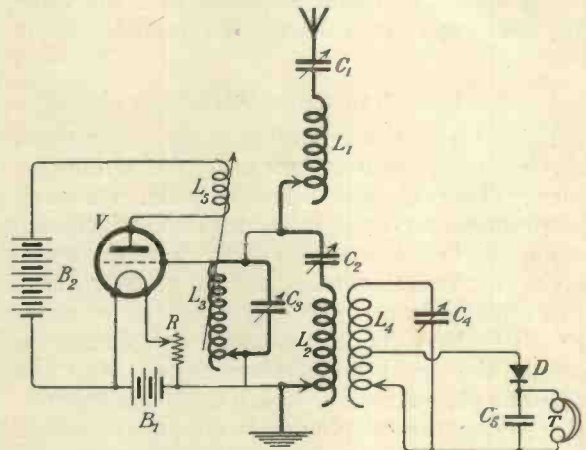 C₁
L₁
L₅
V
C₂
B₂
L₃
C₃
R
L₂
L₄
C₄
D
C₅
T
B₁